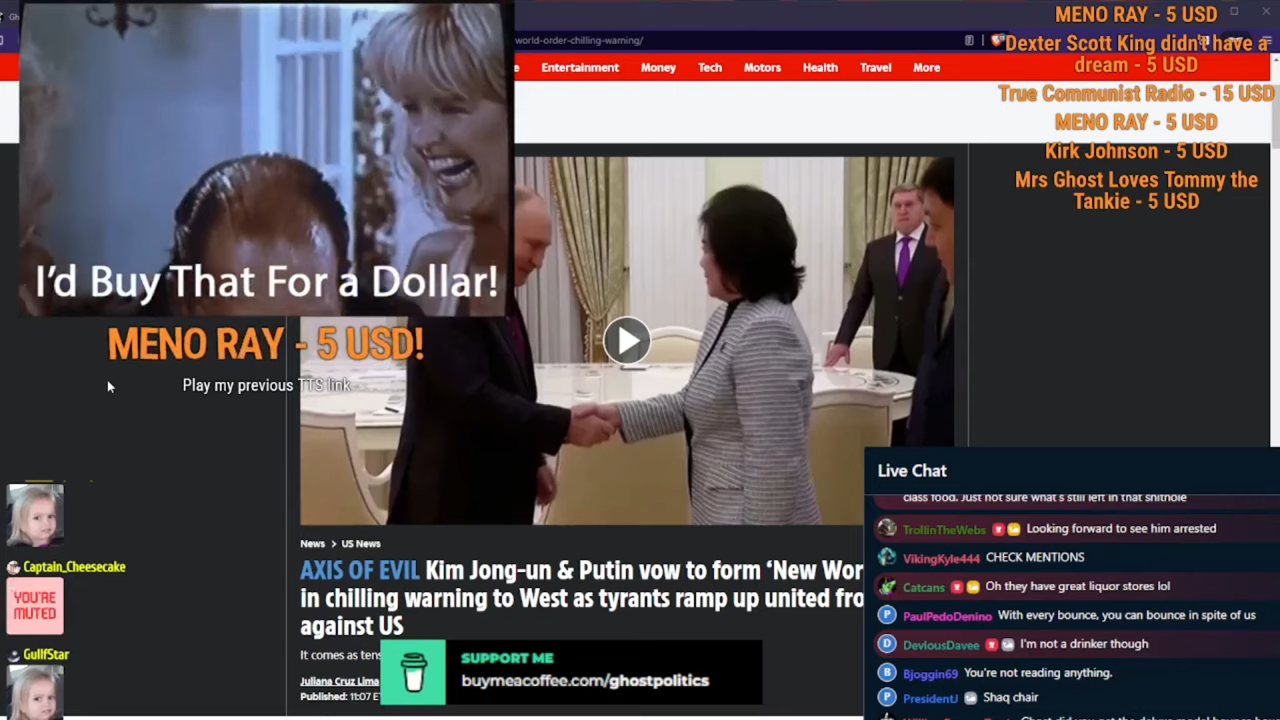 world-order-chilling-warning/
Entertainment Money Tech Motors Health Travel More
MENO RAY - 5 USD
Dexter Scott King didn't have a
dream - 5 USD
True Communist Radio - 15 USD
MENO RAY - 5 USD
Kirk Johnson - 5 USD
Mrs Ghost Loves Tommy the
Tankie - 5 USD
I'd Buy That For a Dollar!
MENO RAY - 5 USD!
Play my previous TTS link
Captain_Cheesecake
YOU'RE
MUTED
GullfStar
News > US News
AXIS OF EVIL Kim Jong-un & Putin vow to form 'New Wor
in chilling warning to West as tyrants ramp up united fro
against US
It comes as tens
Juliana Cruz Lima
Published: 11:07 E
SUPPORT ME
buymeacoffee.com/ghostpolitics
Live Chat
class food. Just not sure what's still left in that shithole
TrollinTheWebs Looking forward to see him arrested
VikingKyle444 CHECK MENTIONS
Catcans Oh they have great liquor stores lol
PaulPedoDenino With every bounce, you can bounce in spite of us
DevIousDavee I'm not a drinker though
Bjoggin69 You're not reading anything.
PresidentJ Shaq chair